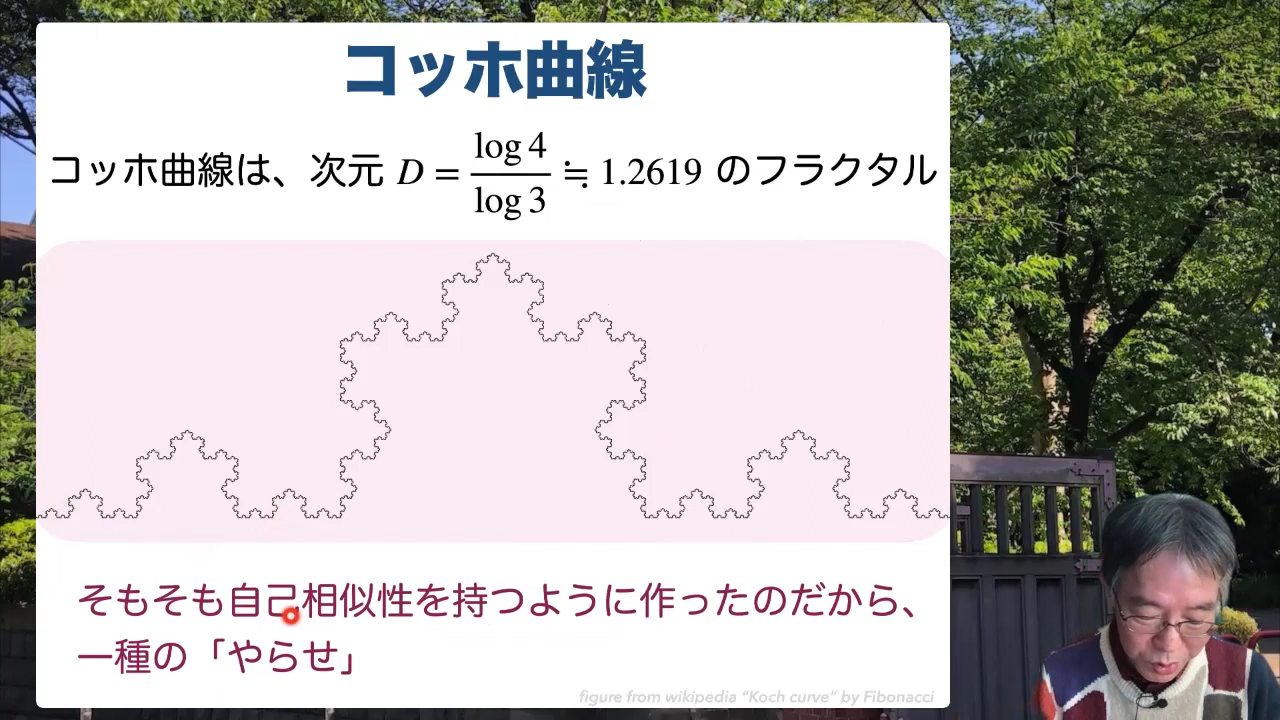 コッホ曲線
コッホ曲線は、次元 D = log 4 / log 3 ≒ 1.2619 のフラクタル
そもそも自己相似性を持つように作ったのだから、
一種の「やらせ」
figure from wikipedia “Koch curve” by Fibonacci